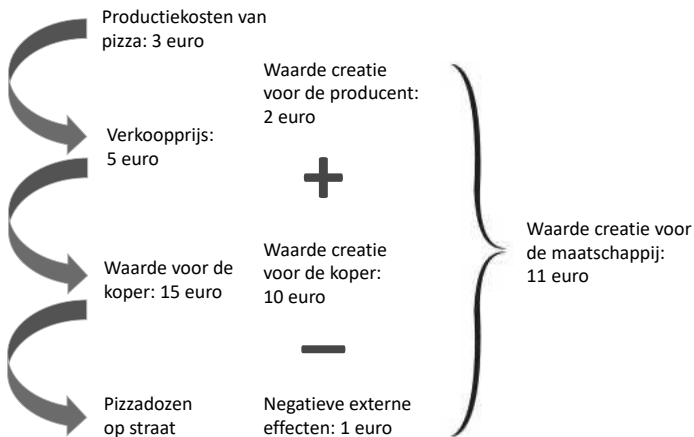 Productiekosten van
pizza: 3 euro
Waarde creatie
voor de producent:
2 euro
Verkoopprijs:
5 euro
+
Waarde voor de
koper: 15 euro
Waarde creatie
voor de koper:
10 euro
Waarde creatie voor
de maatschappij:
11 euro
–
Pizzadozen
op straat
Negatieve externe
effecten: 1 euro